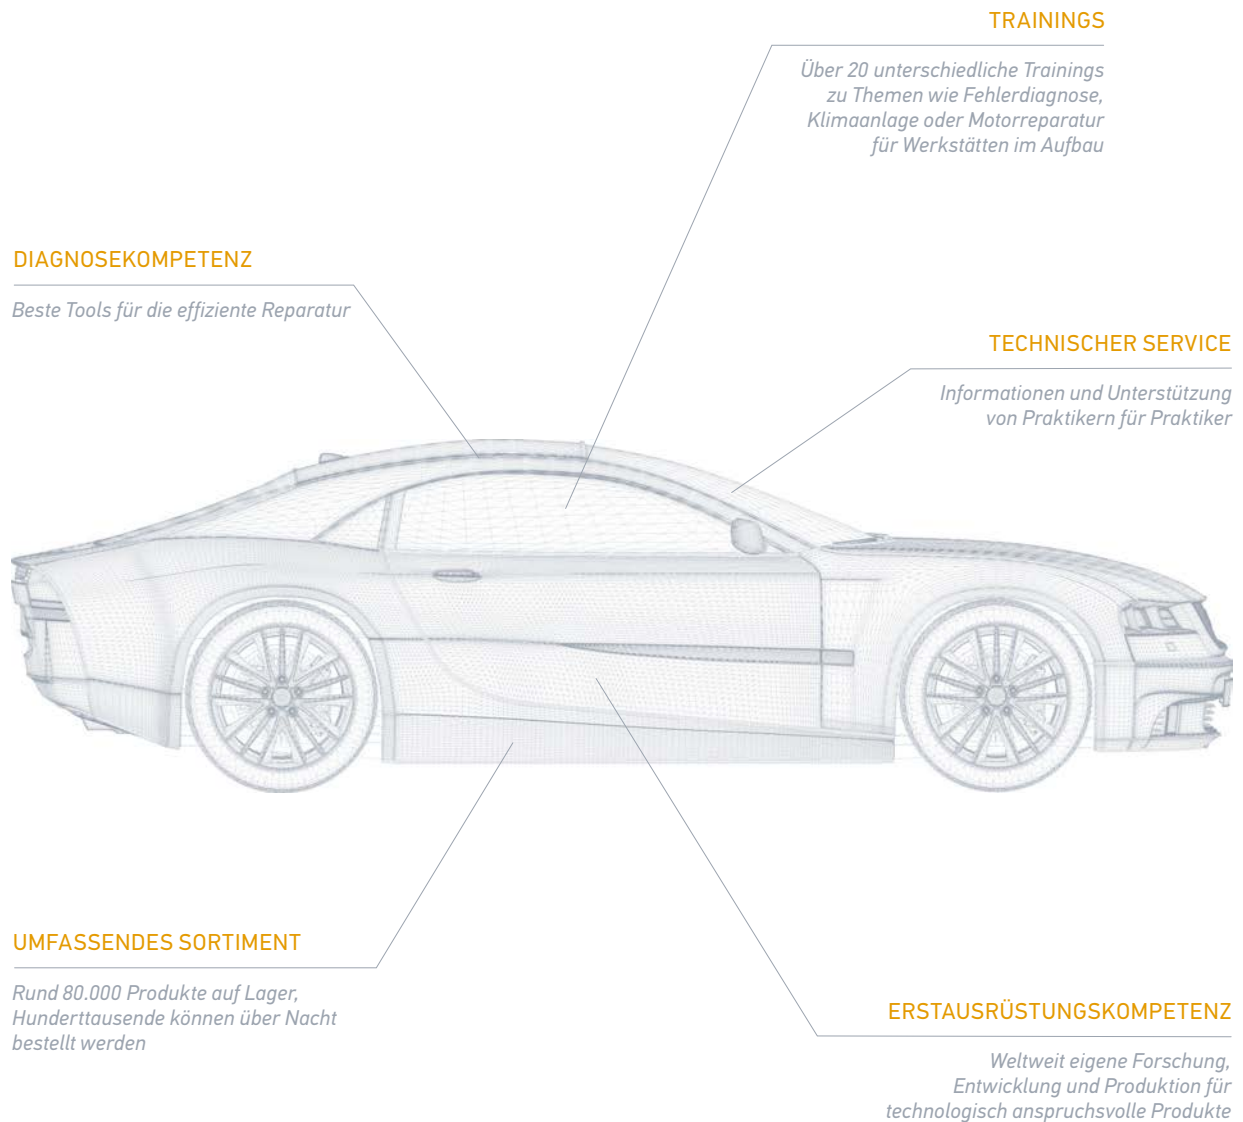 TRAININGS
Über 20 unterschiedliche Trainings
zu Themen wie Fehlerdiagnose,
Klimaanlage oder Motorreparatur
für Werkstätten im Aufbau
DIAGNOSEKOMPETENZ
Beste Tools für die effiziente Reparatur
TECHNISCHER SERVICE
Informationen und Unterstützung
von Praktikern für Praktiker
UMFASSENDES SORTIMENT
Rund 80.000 Produkte auf Lager,
Hunderttausende können über Nacht
bestellt werden
ERSTAUSRÜSTUNGSKOMPETENZ
Weltweit eigene Forschung,
Entwicklung und Produktion für
technologisch anspruchsvolle Produkte